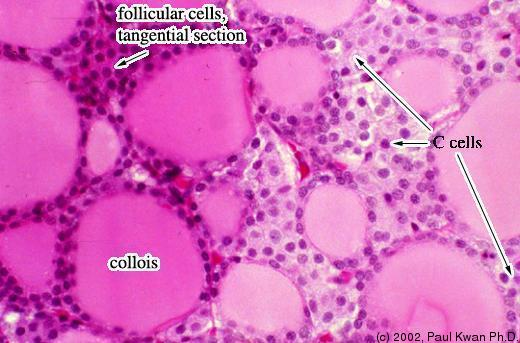 follicular cells,
tangential section
C cells
collois
(c) 2002, Paul Kwan Ph.D.